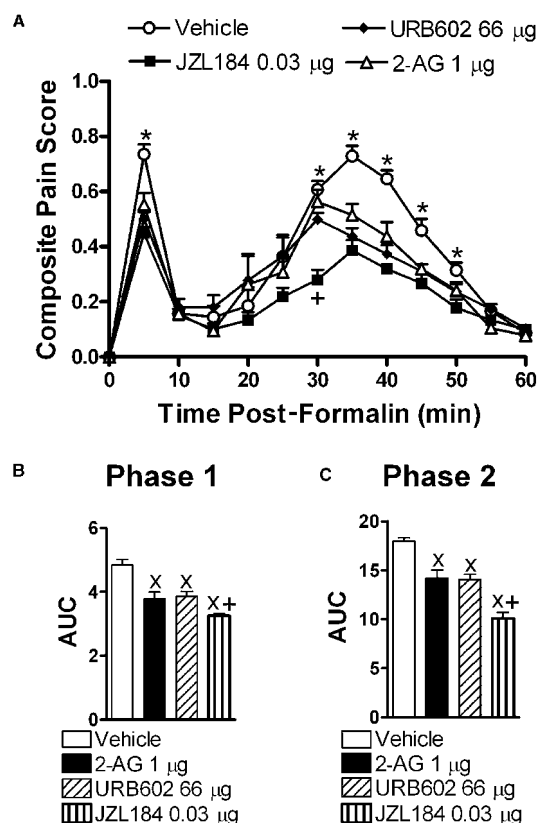 A
Vehicle
URB602 66 μg
JZL184 0.03 μg
2-AG 1 μg
Composite Pain Score
1.0
0.8
0.6
0.4
0.2
0.0
* * * * * *
*
+
0 10 20 30 40 50 60
Time Post-Formalin (min)
B Phase 1
AUC
6
4
2
0
X X X+
Vehicle
2-AG 1 μg
URB602 66 μg
JZL184 0.03 μg
C Phase 2
AUC
20
15
10
5
0
X X X+
Vehicle
2-AG 1 μg
URB602 66 μg
JZL184 0.03 μg